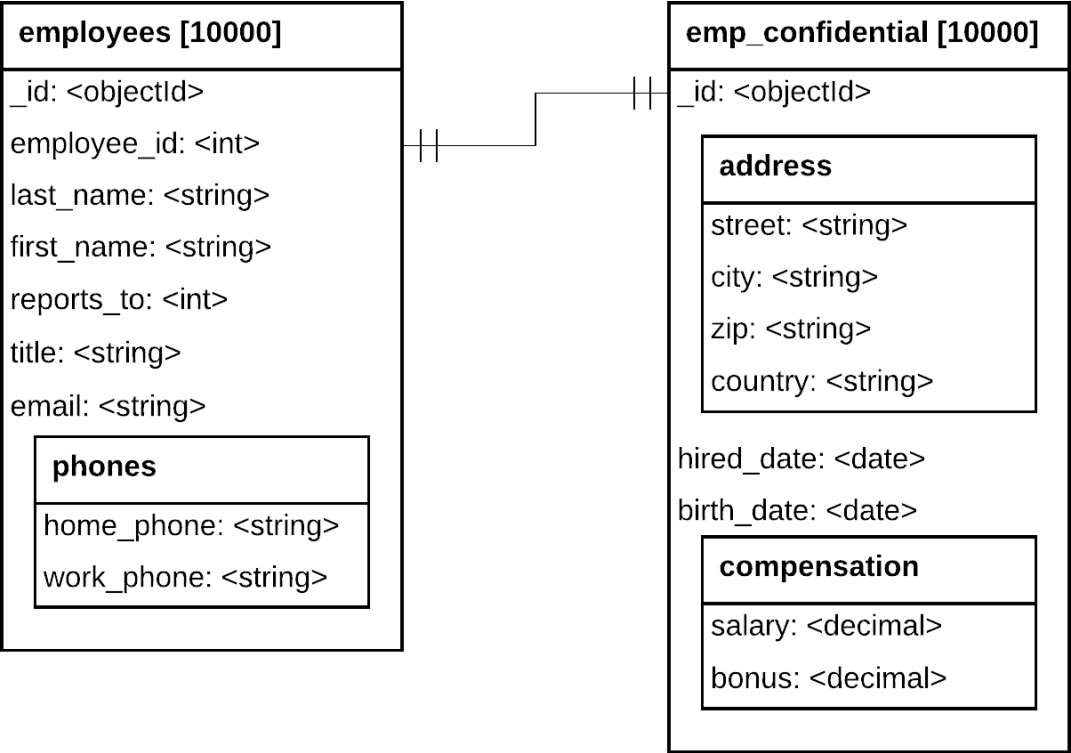 employees [10000]
_id: <objectId>
employee_id: <int>
last_name: <string>
first_name: <string>
reports_to: <int>
title: <string>
email: <string>
phones
home_phone: <string>
work_phone: <string>
emp_confidential [10000]
_id: <objectId>
address
street: <string>
city: <string>
zip: <string>
country: <string>
hired_date: <date>
birth_date: <date>
compensation
salary: <decimal>
bonus: <decimal>